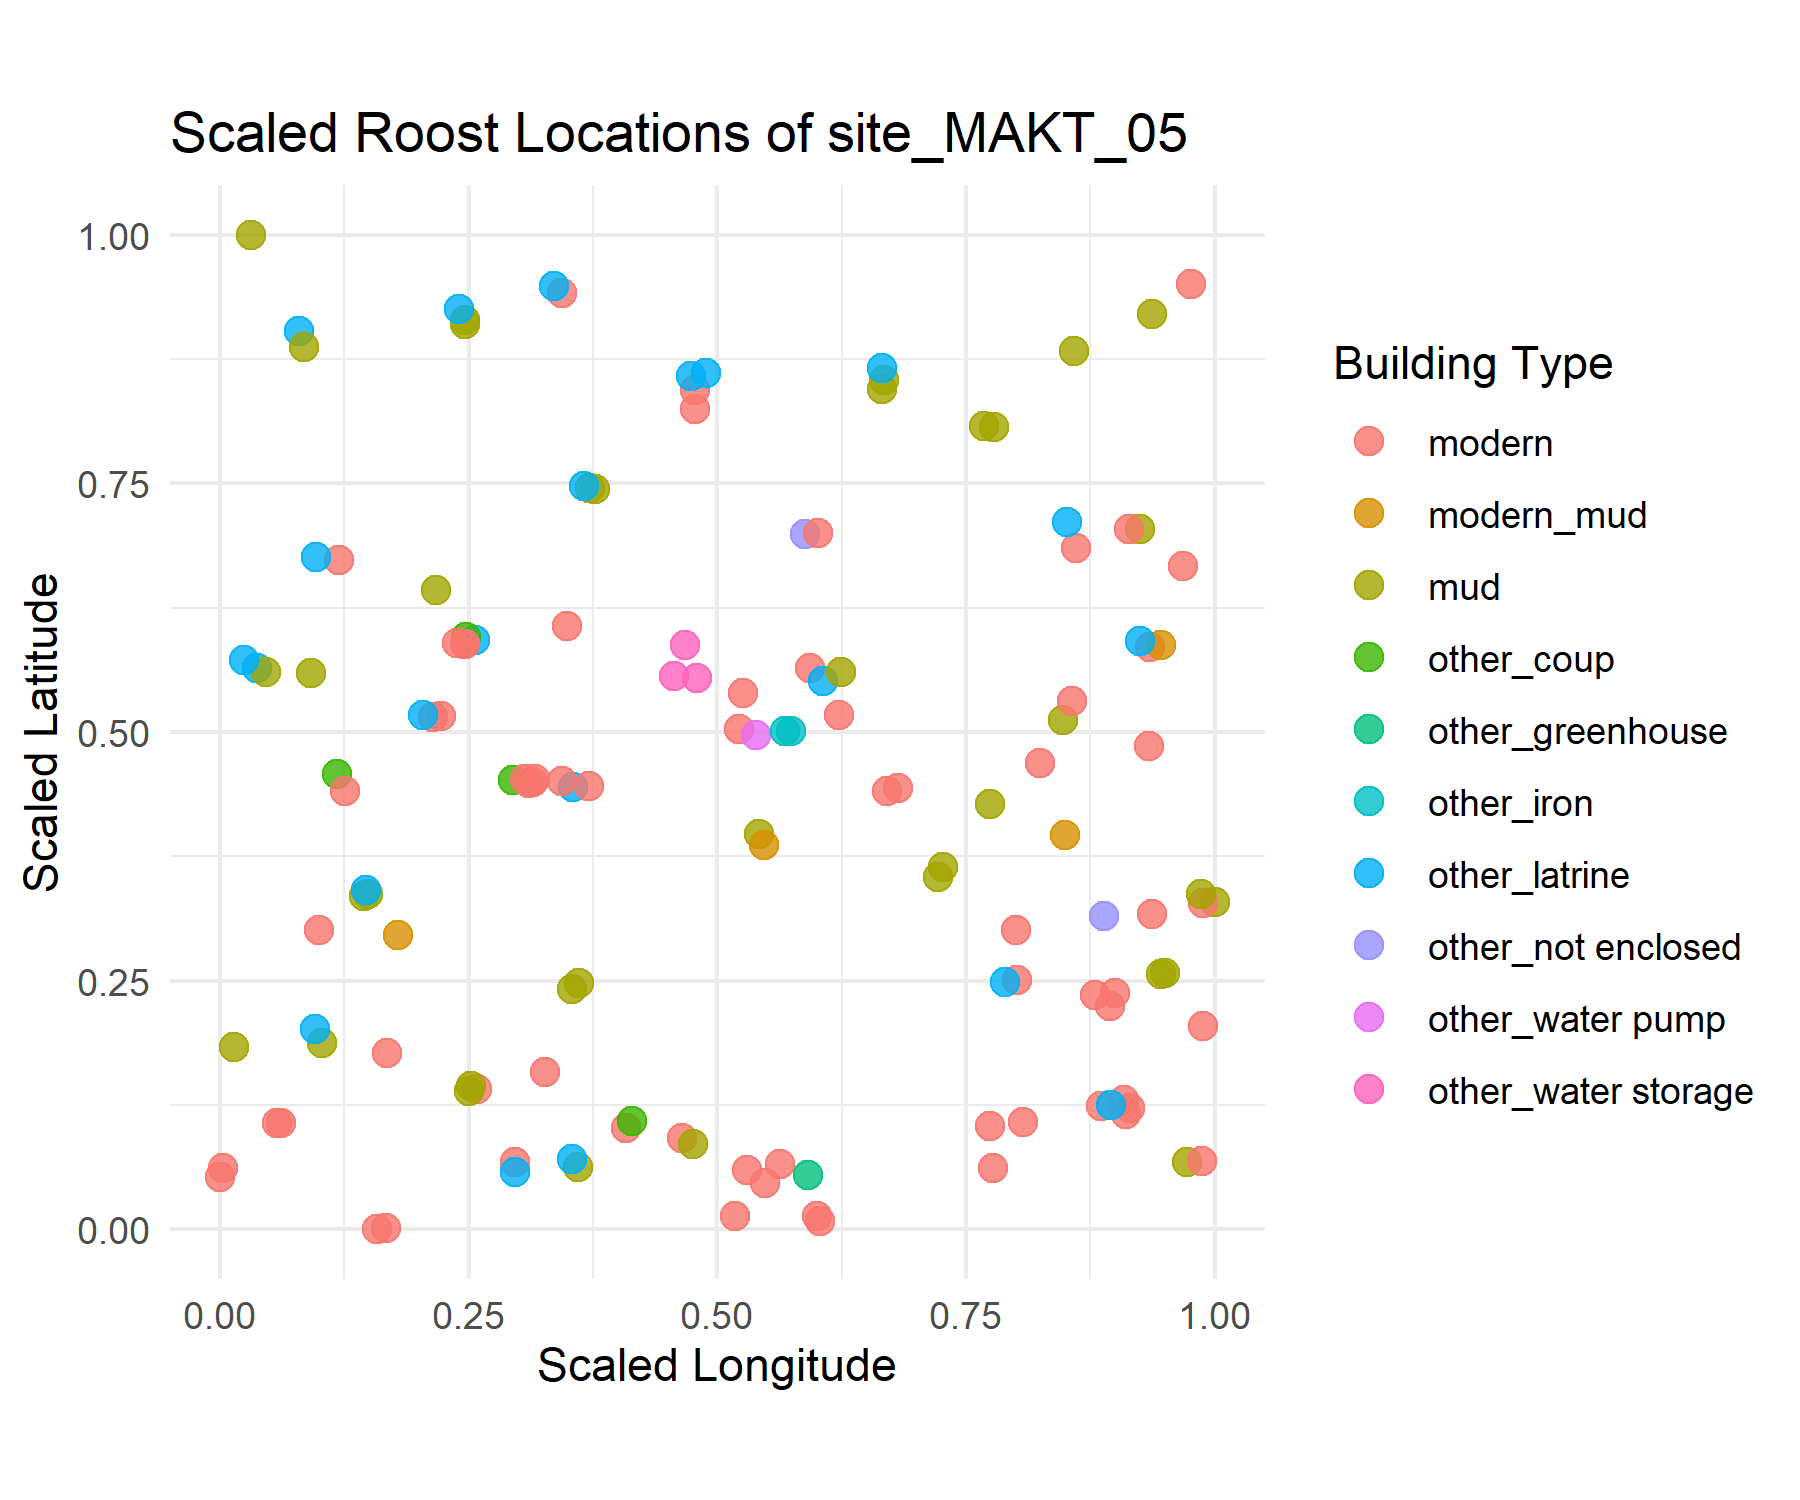 Scaled Roost Locations of site_MAKT_05
1.00
0.75
0.50
0.25
0.00
Scaled Latitude
0.00 0.25 0.50 0.75 1.00
Scaled Longitude
Building Type
modern
modern_mud
mud
other_coup
other_greenhouse
other_iron
other_latrine
other_not enclosed
other_water pump
other_water storage